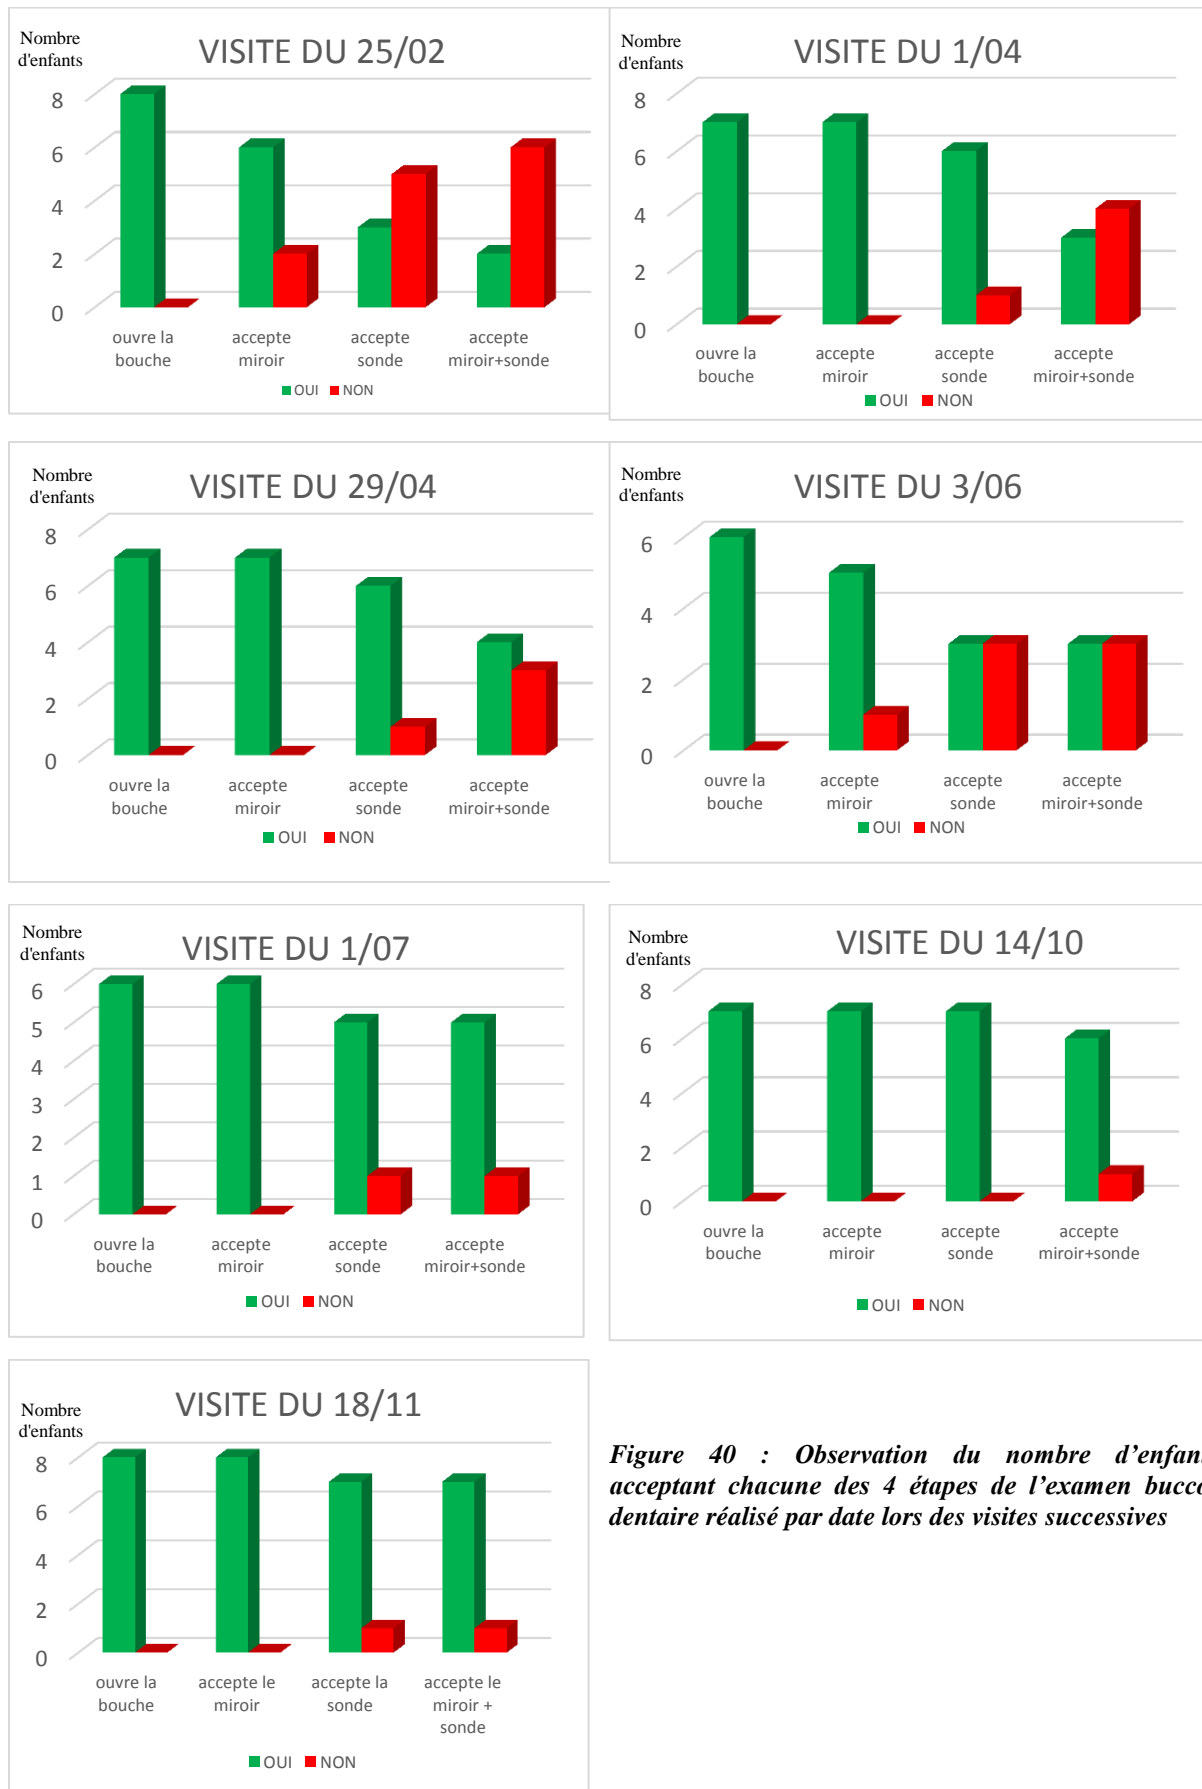 Nombre
d'enfants
VISITE DU 25/02
8
6
4
2
0
ouvre la bouche
accepte miroir
accepte sonde
accepte miroir+sonde
OUI NON
Nombre
d'enfants
VISITE DU 1/04
8
6
4
2
0
ouvre la bouche
accepte miroir
accepte sonde
accepte miroir+sonde
OUI NON
Nombre
d'enfants
VISITE DU 29/04
8
6
4
2
0
ouvre la bouche
accepte miroir
accepte sonde
accepte miroir+sonde
OUI NON
Nombre
d'enfants
VISITE DU 3/06
6
4
2
0
ouvre la bouche
accepte miroir
accepte sonde
accepte miroir+sonde
OUI NON
Nombre
d'enfants
VISITE DU 1/07
6
5
4
3
2
1
0
ouvre la bouche
accepte miroir
accepte sonde
accepte miroir+sonde
OUI NON
Nombre
d'enfants
VISITE DU 14/10
8
6
4
2
0
ouvre la bouche
accepte miroir
accepte sonde
accepte miroir+sonde
OUI NON
Nombre
d'enfants
VISITE DU 18/11
8
6
4
2
0
ouvre la bouche
accepte le miroir
accepte la sonde
accepte le miroir + sonde
OUI NON
Figure 40 : Observation du nombre d’enfan
acceptant chacune des 4 étapes de l’examen bucco
dentaire réalisé par date lors des visites successives